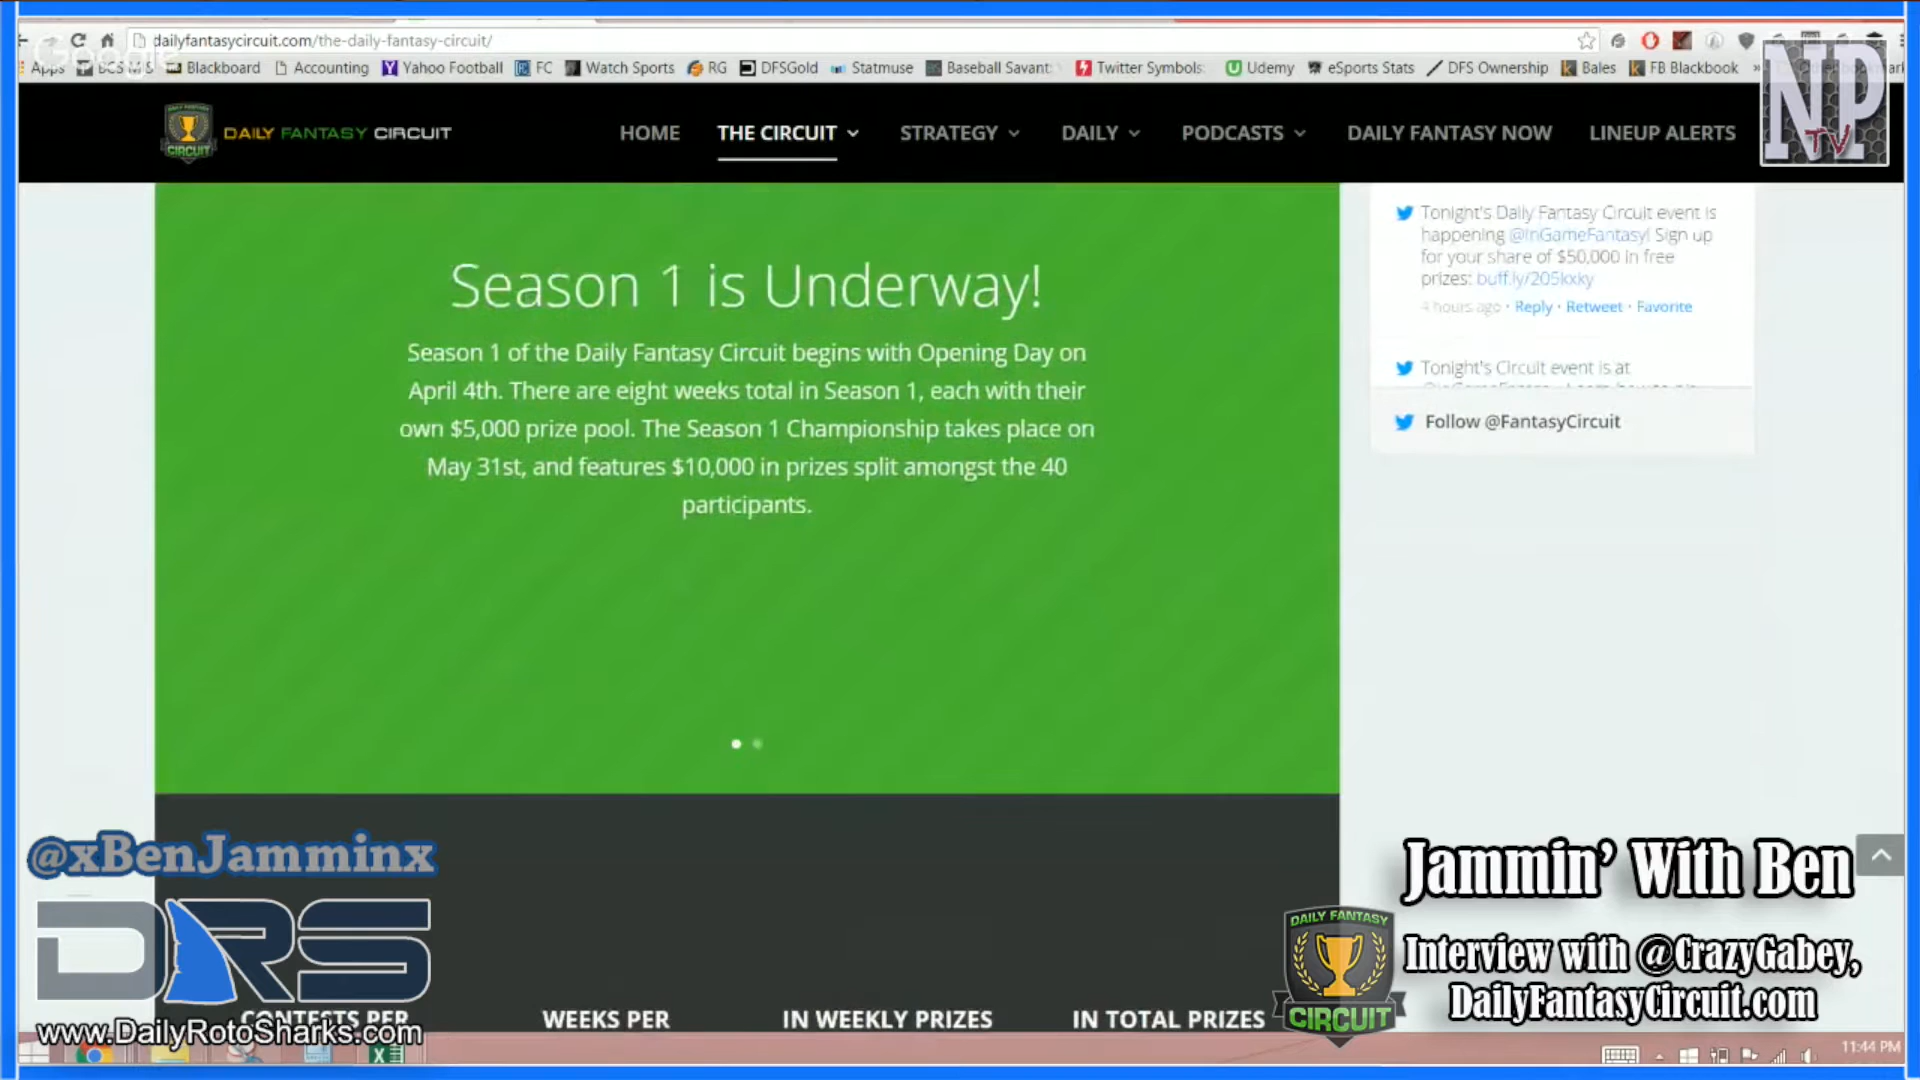 Google
dailyfantasycircuit.com/the-daily-fantasy-circuit/
Apps BCS MIS Blackboard Accounting Yahoo Football FC Watch Sports RG DFSGold Statmuse Baseball Savant Twitter Symbols Udemy eSports Stats DFS Ownership Bales FB Blackbook »
NP
TV
DAILY FANTASY CIRCUIT
HOME THE CIRCUIT STRATEGY DAILY PODCASTS DAILY FANTASY NOW LINEUP ALERTS
Season 1 is Underway!
Season 1 of the Daily Fantasy Circuit begins with Opening Day on
April 4th. There are eight weeks total in Season 1, each with their
own $5,000 prize pool. The Season 1 Championship takes place on
May 31st, and features $10,000 in prizes split amongst the 40
participants.
Tonight's Daily Fantasy Circuit event is
happening @InGameFantasy! Sign up
for your share of $50,000 in free
prizes: buff.ly/205kxky
4 hours ago · Reply · Retweet · Favorite
Tonight's Circuit event is at
Follow @FantasyCircuit
@xBenJamminx
DRS
CONTESTS PER WEEKS PER IN WEEKLY PRIZES IN TOTAL PRIZES
www.DailyRotoSharks.com
Jammin' With Ben
DAILY FANTASY
CIRCUIT
Interview with @CrazyGabey,
DailyFantasyCircuit.com
11:44 PM